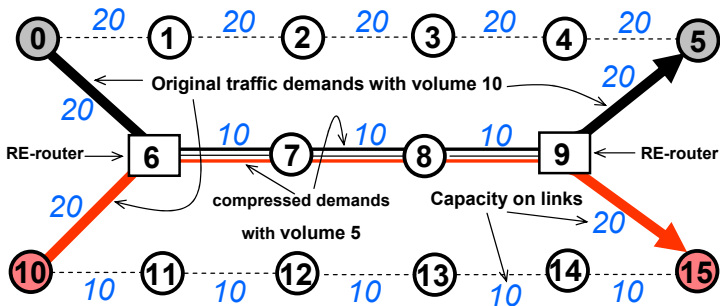 20 20 20 20 20
0 1 2 3 4 5
Original traffic demands with volume 10
20 20
10 10 10
RE-router 6 7 8 9 RE-router
20 compressed demands Capacity on links 20
with volume 5
10 11 12 13 14 15
10 10 10 10 10